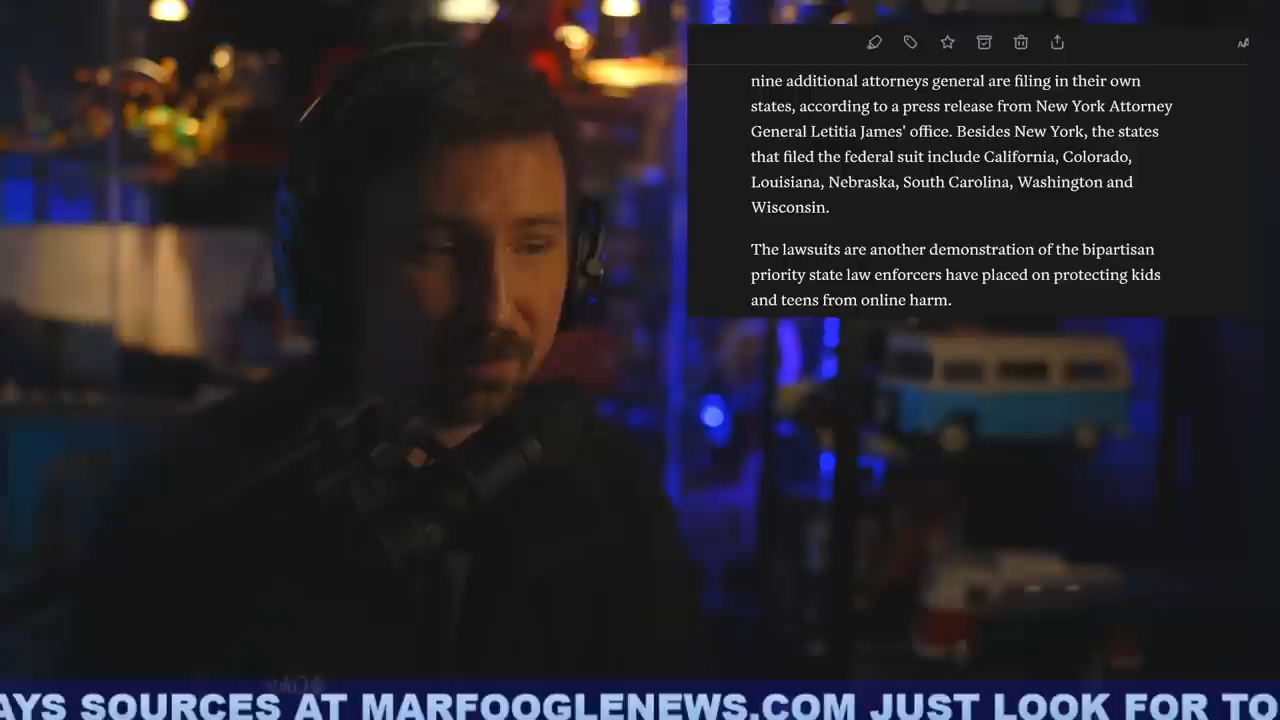 nine additional attorneys general are filing in their own
states, according to a press release from New York Attorney
General Letitia James' office. Besides New York, the states
that filed the federal suit include California, Colorado,
Louisiana, Nebraska, South Carolina, Washington and
Wisconsin.
The lawsuits are another demonstration of the bipartisan
priority state law enforcers have placed on protecting kids
and teens from online harm.
AYS SOURCES AT MARFOOGLENEWS.COM JUST LOOK FOR TO